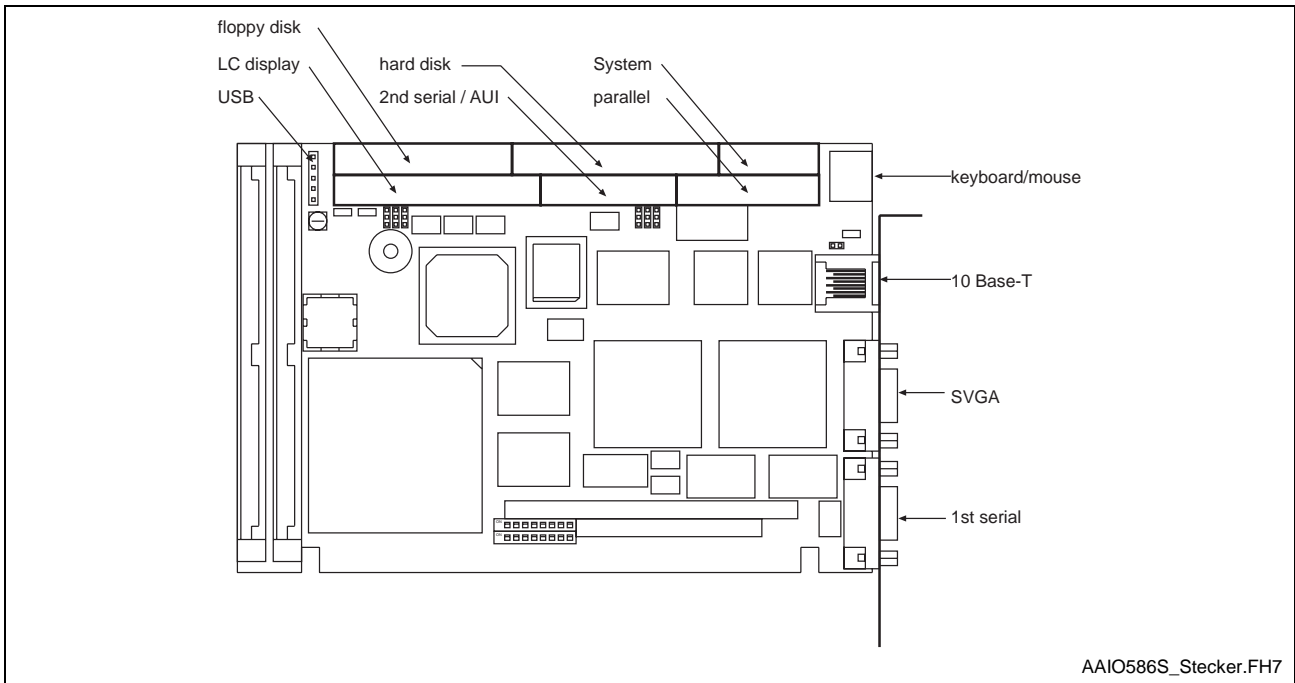 floppy disk
LC display
hard disk
System
USB
2nd serial / AUI
parallel
keyboard/mouse
10 Base-T
SVGA
1st serial
AAIO586S_Stecker.FH7